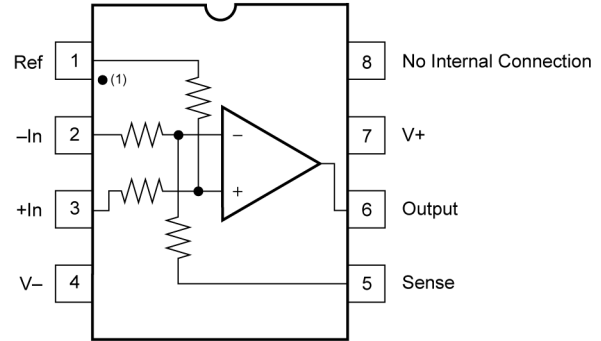 Ref 1
(1)
–In 2
+In 3
V– 4
–
+
8 No Internal Connection
7 V+
6 Output
5 Sense